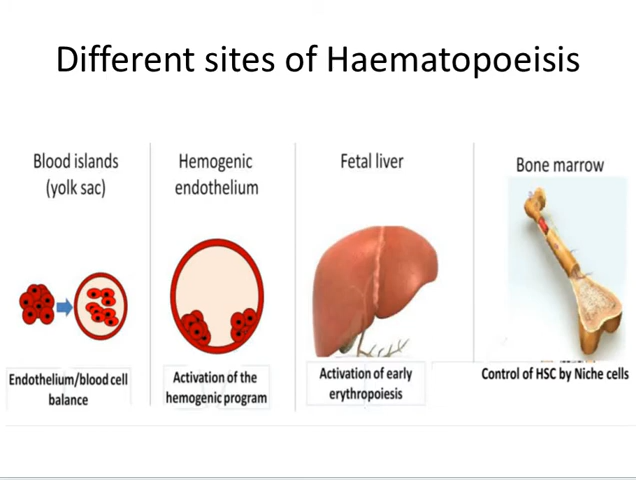 Different sites of Haematopoeisis
Blood islands
(yolk sac)
Hemogenic
endothelium
Fetal liver
Bone marrow
Endothelium/blood cell
balance
Activation of the
hemogenic program
Activation of early
erythropoiesis
Control of HSC by Niche cells